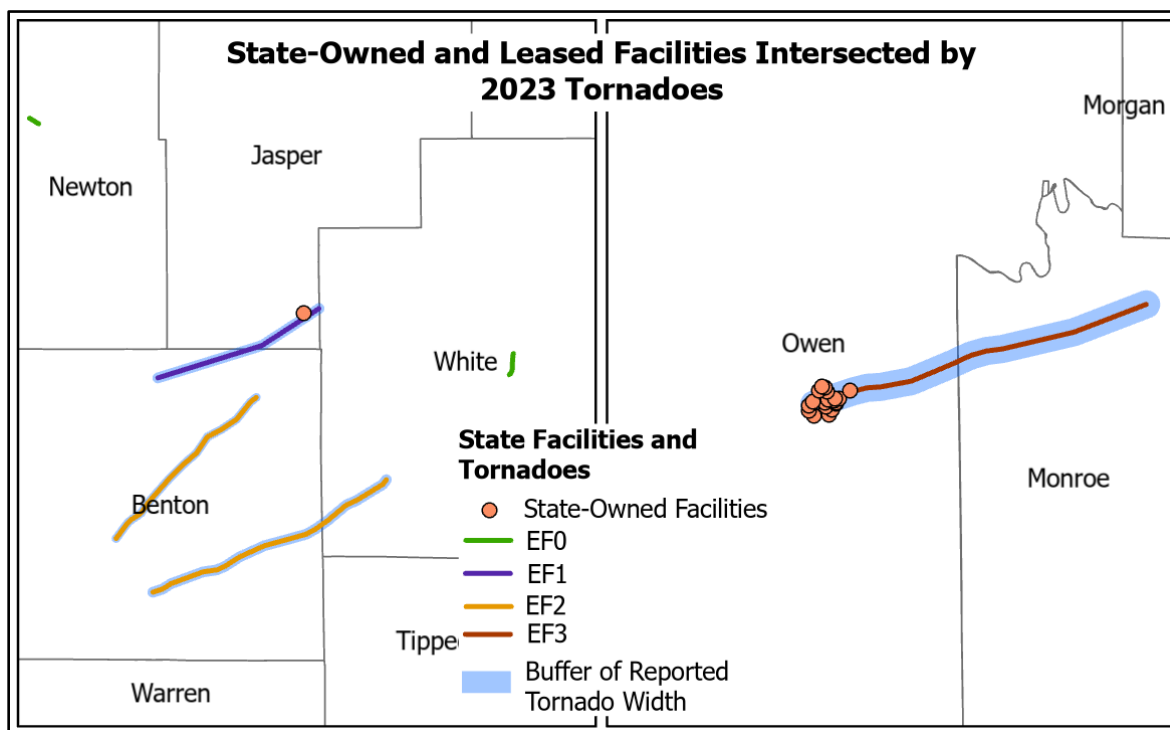 State-Owned and Leased Facilities Intersected by
2023 Tornadoes
Morgan
Jasper
Newton
Owen
White
State Facilities and
Tornadoes
Monroe
Benton
State-Owned Facilities
EF0
EF1
EF2
EF3
Tippe
Buffer of Reported
Tornado Width
Warren